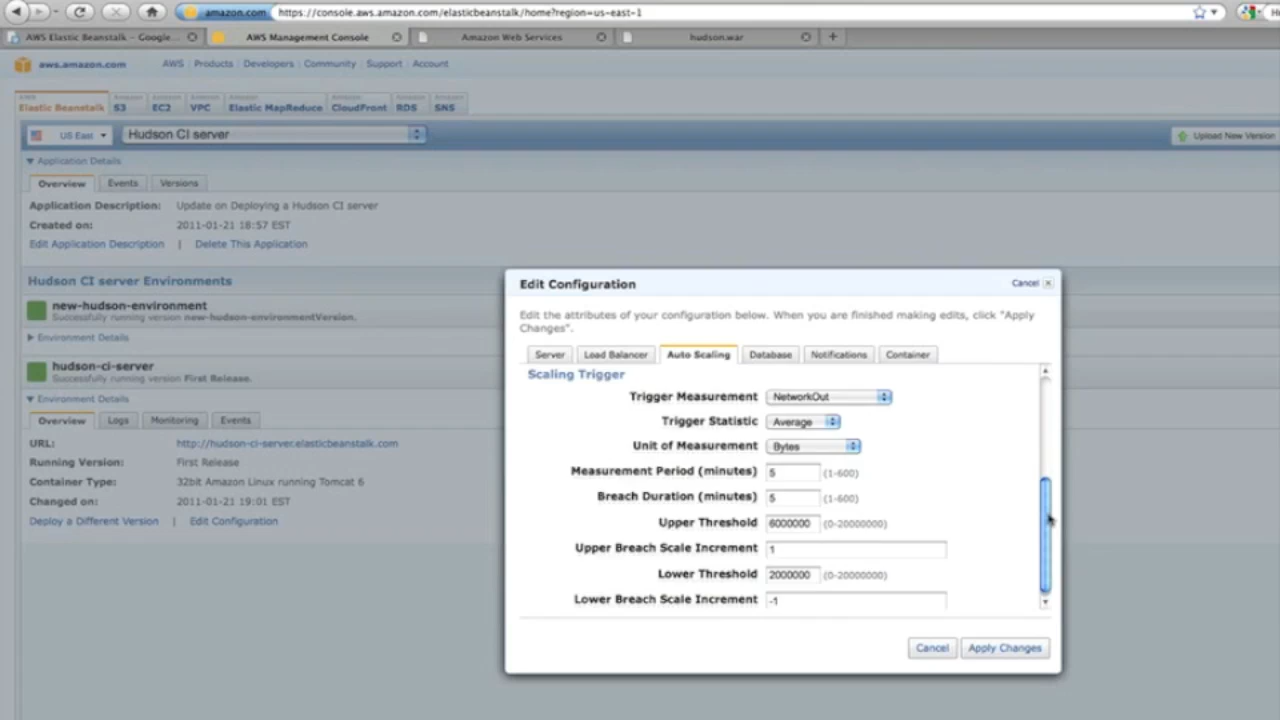 amazon.com https://console.aws.amazon.com/elasticbeanstalk/home?region=us-east-1
AWS Elastic Beanstalk – Google... AWS Management Console Amazon Web Services hudson.war
aws.amazon.com AWS | Products | Developers | Community | Support | Account
AWS Amazon Amazon Amazon Amazon Amazon Amazon Amazon
Elastic Beanstalk S3 EC2 VPC Elastic MapReduce CloudFront RDS SNS
US East Hudson CI server Upload New Version
Application Details
Overview Events Versions
Application Description: Update on Deploying a Hudson CI server
Created on: 2011-01-21 18:57 EST
Edit Application Description | Delete This Application
Hudson CI server Environments
new-hudson-environment
Successfully running version new-hudson-environmentVersion.
Environment Details
hudson-ci-server
Successfully running version First Release.
Environment Details
Overview Logs Monitoring Events
URL: http://hudson-ci-server.elasticbeanstalk.com
Running Version: First Release
Container Type: 32bit Amazon Linux running Tomcat 6
Changed on: 2011-01-21 19:01 EST
Deploy a Different Version | Edit Configuration
Edit Configuration Cancel
Edit the attributes of your configuration below. When you are finished making edits, click "Apply
Changes".
Server Load Balancer Auto Scaling Database Notifications Container
Scaling Trigger
Trigger Measurement NetworkOut
Trigger Statistic Average
Unit of Measurement Bytes
Measurement Period (minutes) 5 (1-600)
Breach Duration (minutes) 5 (1-600)
Upper Threshold 6000000 (0-20000000)
Upper Breach Scale Increment 1
Lower Threshold 2000000 (0-20000000)
Lower Breach Scale Increment -1
Cancel Apply Changes